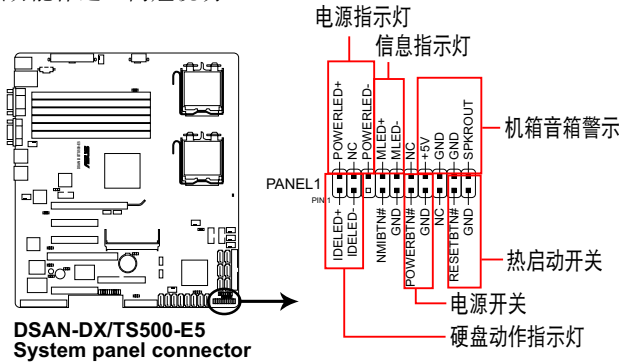 电源指示灯
信息指示灯
POWERLED+
NC
POWERLED-
MLED+
MLED-
NC
+5V
GND
GND
SPKROUT
机箱音箱警示
PANEL1
PIN 1
IDELED+
IDELED-
NMIBTN#
GND
POWERBTN#
GND
NC
RESETBTN#
GND
热启动开关
电源开关
硬盘动作指示灯
DSAN-DX/TS500-E5
System panel connector